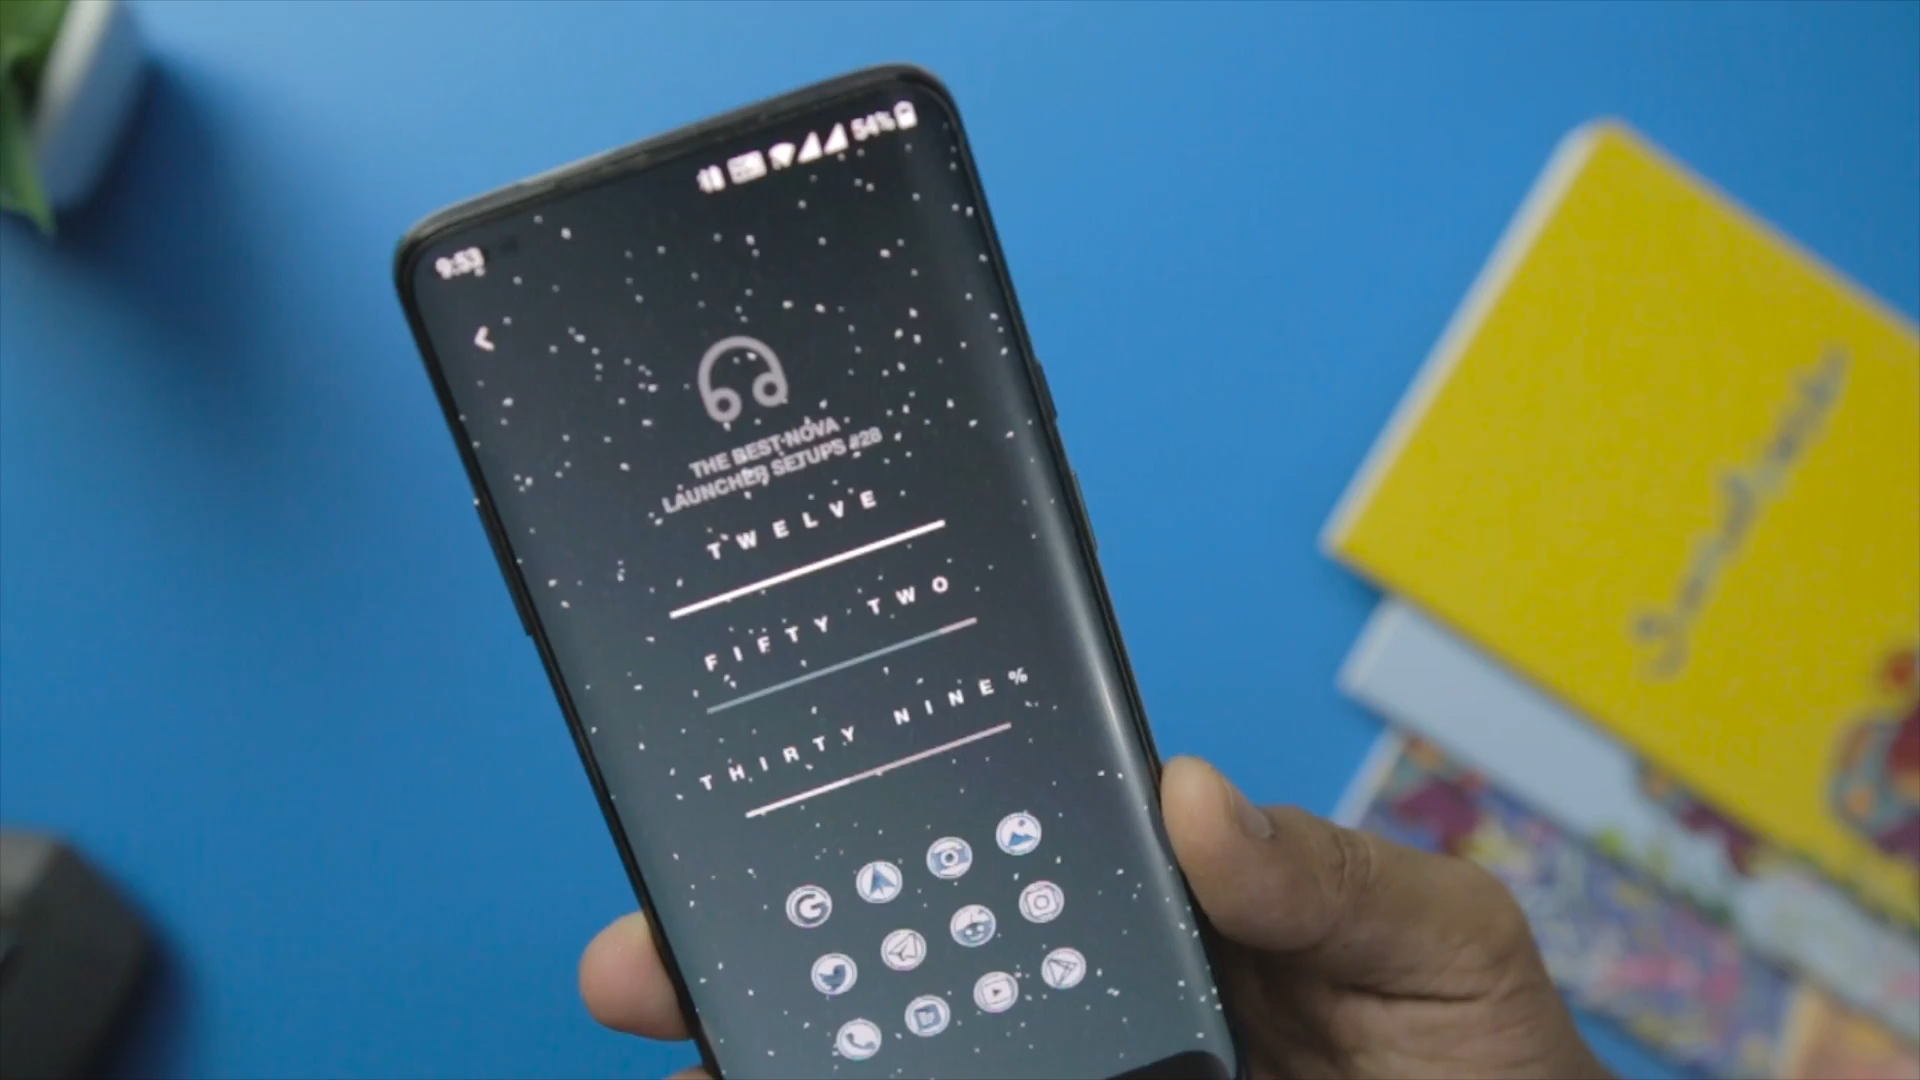 54%
9:53
THE BEST NOVA
LAUNCHER SETUPS #28
TWELVE
FIFTY TWO
THIRTY NINE%